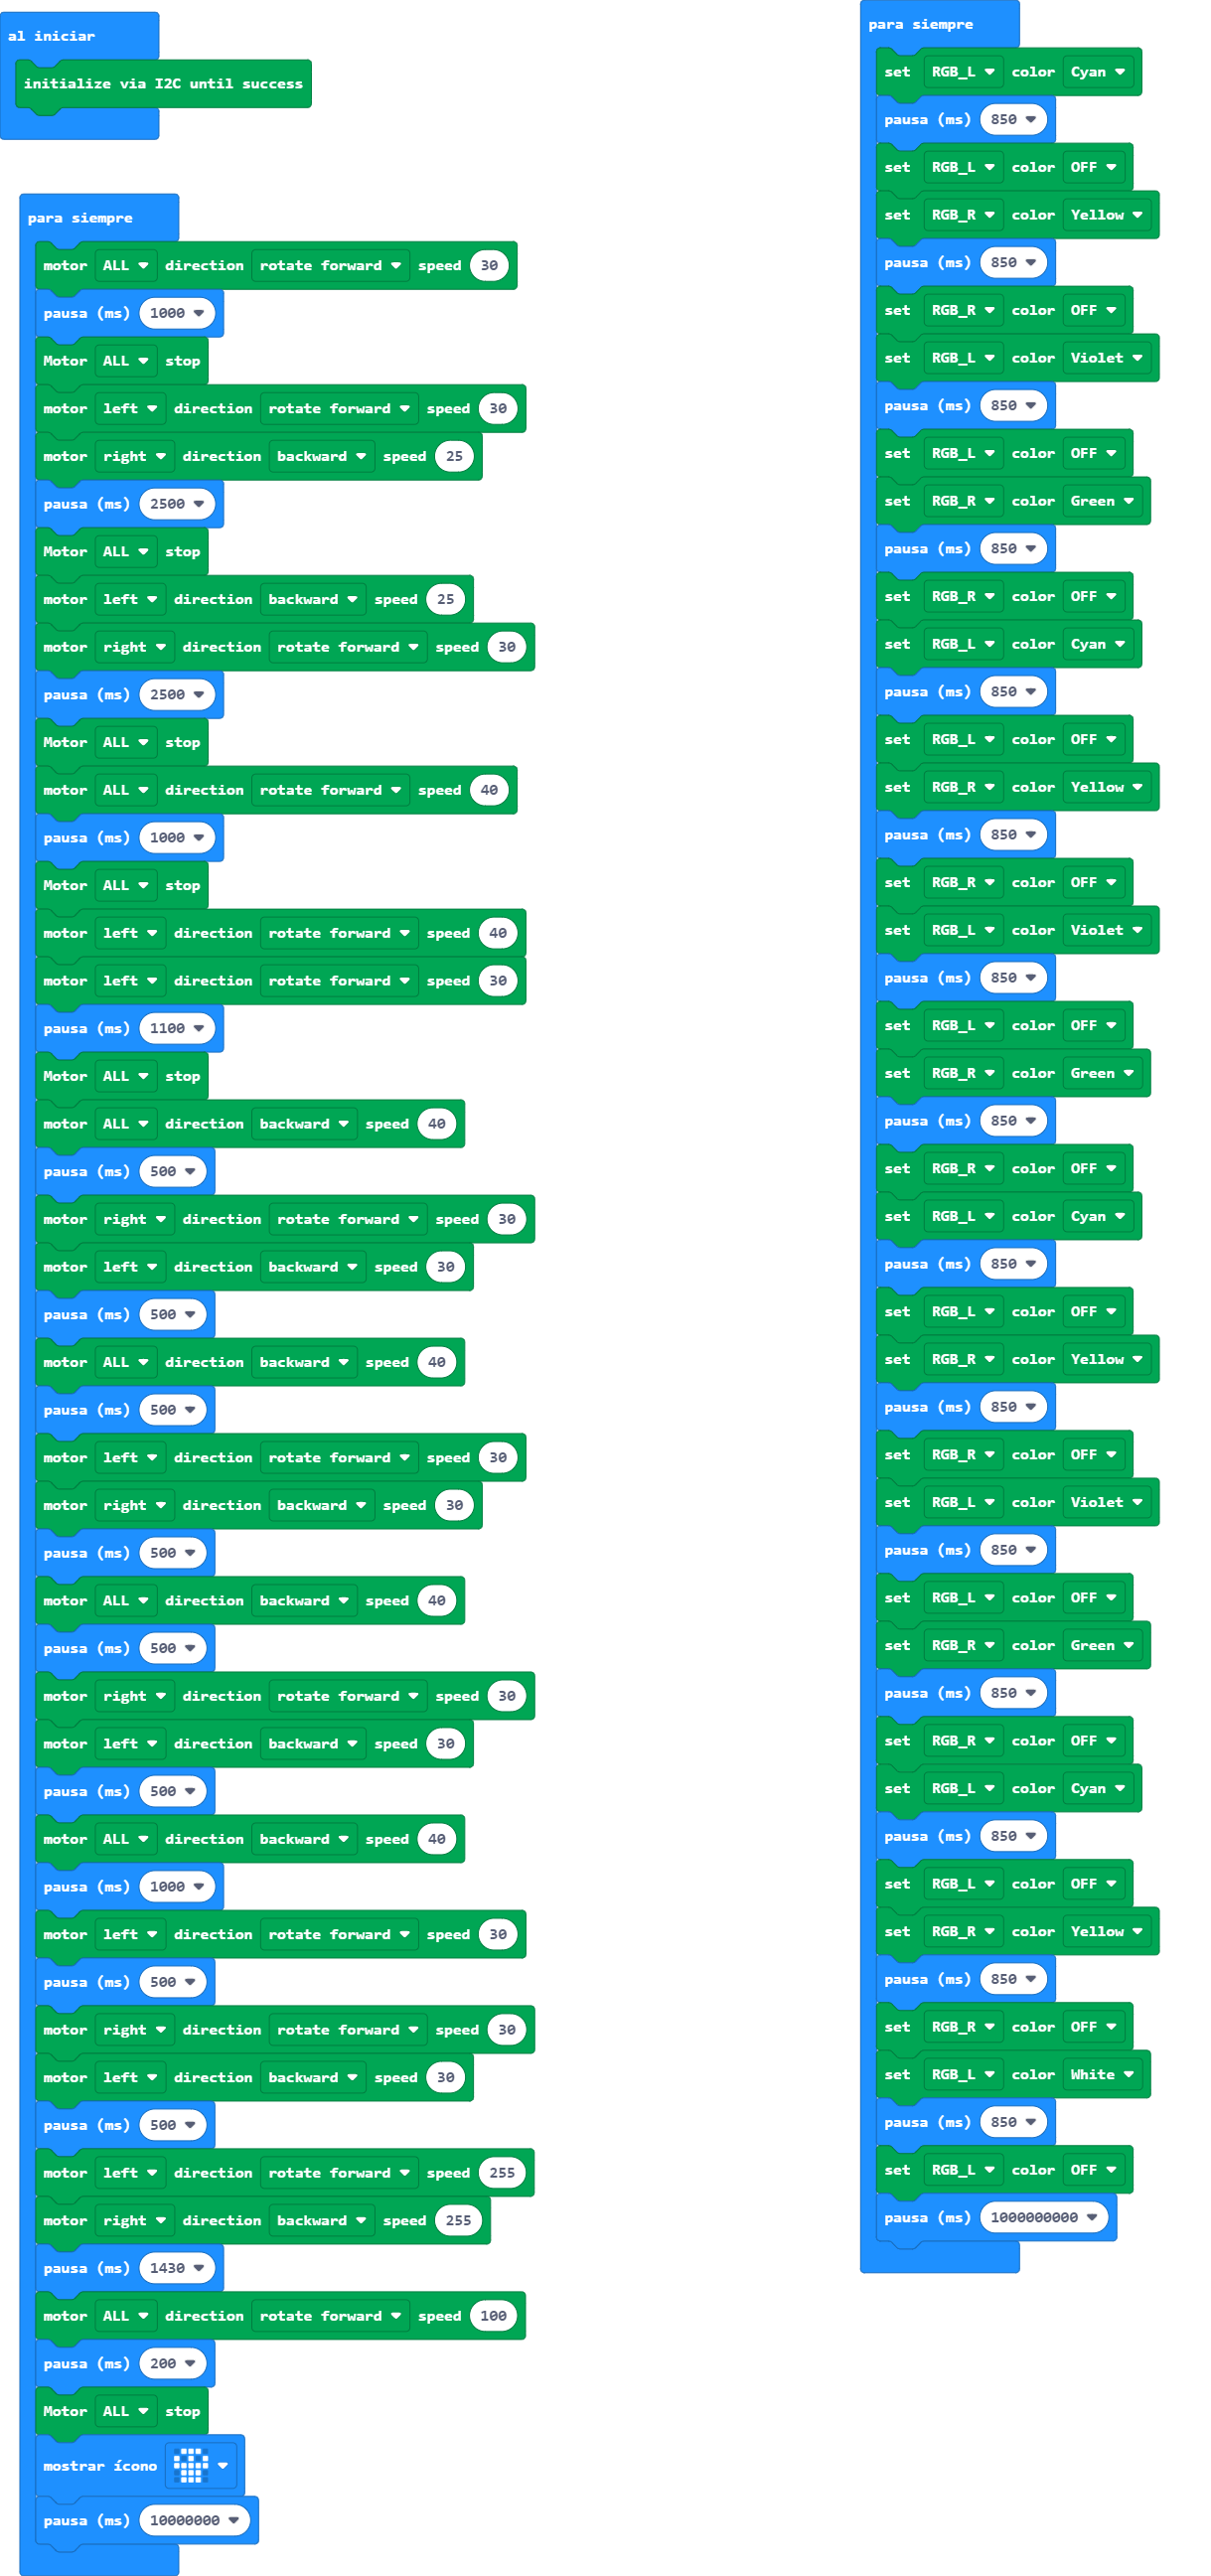 al iniciar
initialize via I2C until success
para siempre
motor ALL direction rotate forward speed 30
pausa (ms) 1000
Motor ALL stop
motor left direction rotate forward speed 30
motor right direction backward speed 25
pausa (ms) 2500
Motor ALL stop
motor left direction backward speed 25
motor right direction rotate forward speed 30
pausa (ms) 2500
Motor ALL stop
motor ALL direction rotate forward speed 40
pausa (ms) 1000
Motor ALL stop
motor left direction rotate forward speed 40
motor left direction rotate forward speed 30
pausa (ms) 1100
Motor ALL stop
motor ALL direction backward speed 40
pausa (ms) 500
motor right direction rotate forward speed 30
motor left direction backward speed 30
pausa (ms) 500
motor ALL direction backward speed 40
pausa (ms) 500
motor left direction rotate forward speed 30
motor right direction backward speed 30
pausa (ms) 500
motor ALL direction backward speed 40
pausa (ms) 500
motor right direction rotate forward speed 30
motor left direction backward speed 30
pausa (ms) 500
motor ALL direction backward speed 40
pausa (ms) 1000
motor left direction rotate forward speed 30
pausa (ms) 500
motor right direction rotate forward speed 30
motor left direction backward speed 30
pausa (ms) 500
motor left direction rotate forward speed 255
motor right direction backward speed 255
pausa (ms) 1430
motor ALL direction rotate forward speed 100
pausa (ms) 200
Motor ALL stop
mostrar ícono
pausa (ms) 10000000
para siempre
set RGB_L color Cyan
pausa (ms) 850
set RGB_L color OFF
set RGB_R color Yellow
pausa (ms) 850
set RGB_R color OFF
set RGB_L color Violet
pausa (ms) 850
set RGB_L color OFF
set RGB_R color Green
pausa (ms) 850
set RGB_R color OFF
set RGB_L color Cyan
pausa (ms) 850
set RGB_L color OFF
set RGB_R color Yellow
pausa (ms) 850
set RGB_R color OFF
set RGB_L color Violet
pausa (ms) 850
set RGB_L color OFF
set RGB_R color Green
pausa (ms) 850
set RGB_R color OFF
set RGB_L color Cyan
pausa (ms) 850
set RGB_L color OFF
set RGB_R color Yellow
pausa (ms) 850
set RGB_R color OFF
set RGB_L color Violet
pausa (ms) 850
set RGB_L color OFF
set RGB_R color Green
pausa (ms) 850
set RGB_R color OFF
set RGB_L color Cyan
pausa (ms) 850
set RGB_L color OFF
set RGB_R color Yellow
pausa (ms) 850
set RGB_R color OFF
set RGB_L color White
pausa (ms) 850
set RGB_L color OFF
pausa (ms) 1000000000